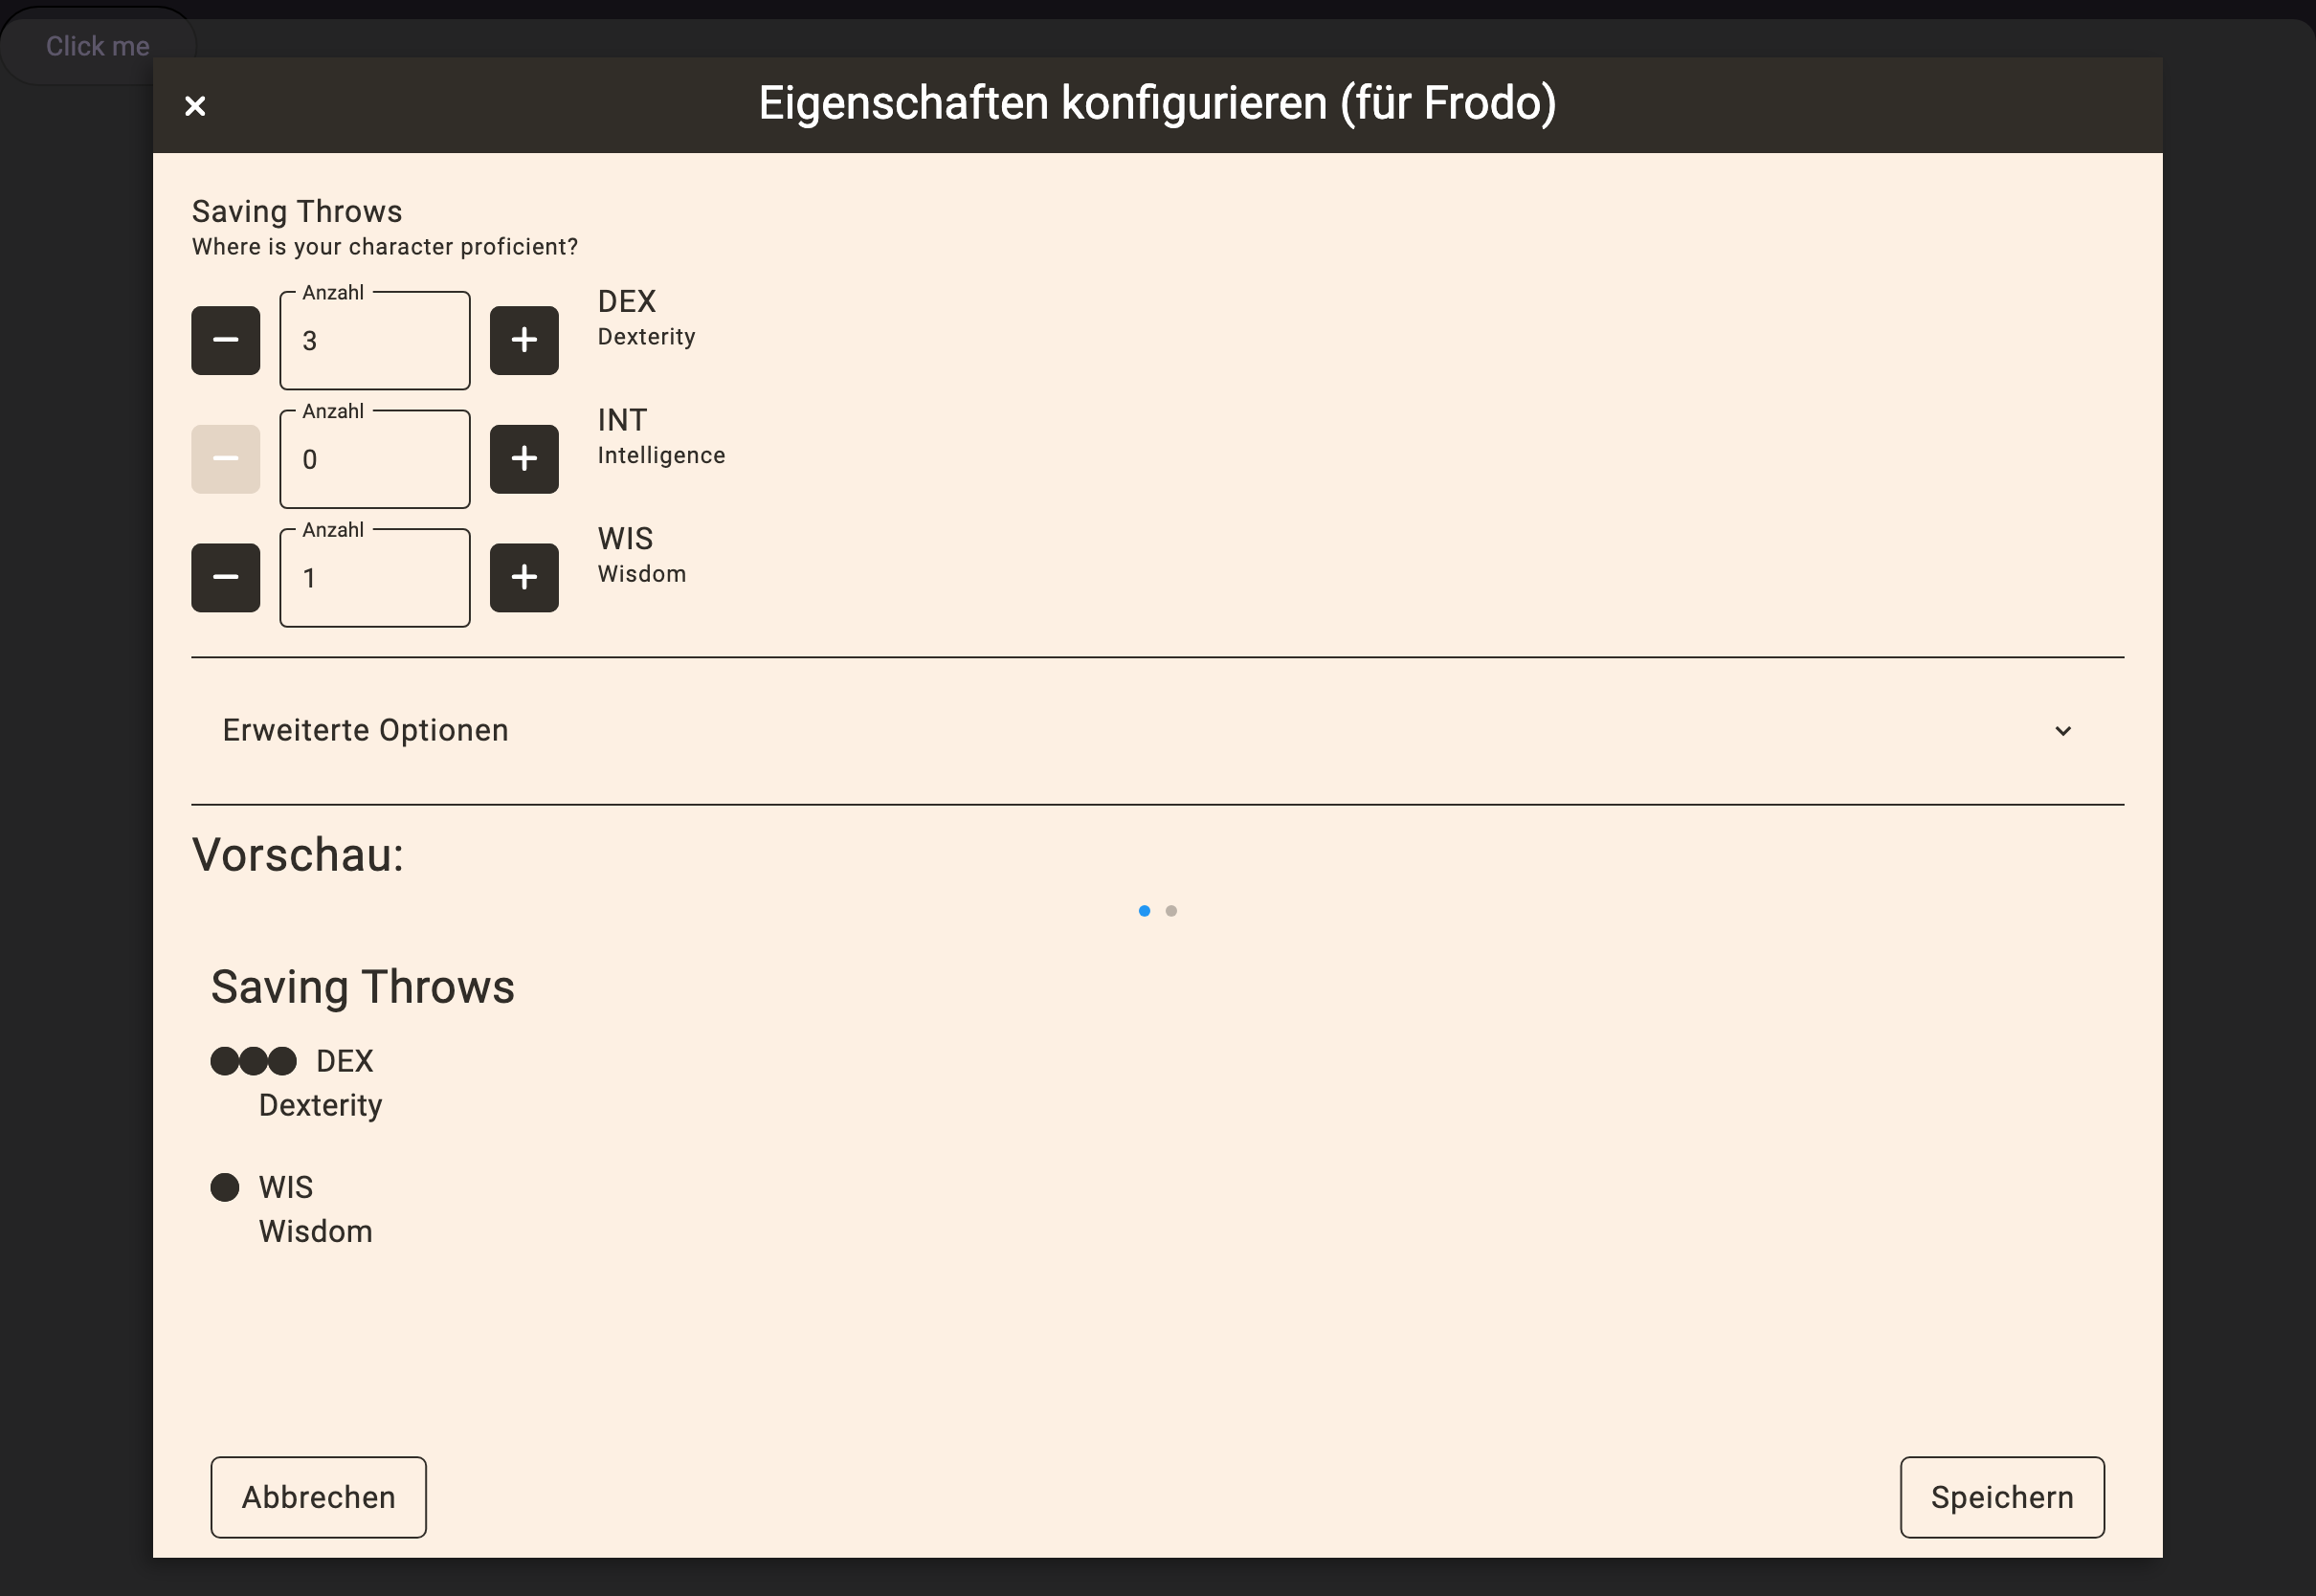 Click me
Eigenschaften konfigurieren (für Frodo)
Saving Throws
Where is your character proficient?
Anzahl
3
DEX
Dexterity
Anzahl
0
INT
Intelligence
Anzahl
1
WIS
Wisdom
Erweiterte Optionen
Vorschau:
Saving Throws
DEX
Dexterity
WIS
Wisdom
Abbrechen
Speichern